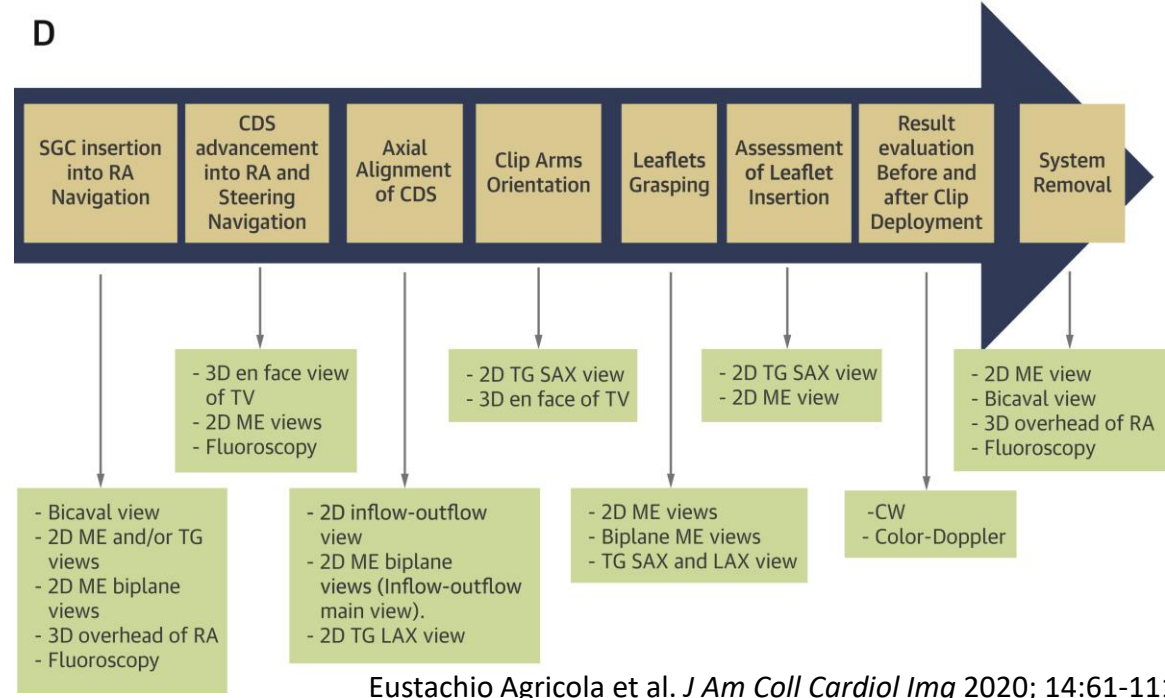 D
SGC insertion
into RA
Navigation
CDS
advancement
into RA and
Steering
Navigation
Axial
Alignment
of CDS
Clip Arms
Orientation
Leaflets
Grasping
Assessment
of Leaflet
Insertion
Result
evaluation
Before and
after Clip
Deployment
System
Removal
- 3D en face view
of TV
- 2D ME views
- Fluoroscopy
- 2D TG SAX view
- 3D en face of TV
- 2D TG SAX view
- 2D ME view
- 2D ME view
- Bicaval view
- 3D overhead of RA
- Fluoroscopy
- Bicaval view
- 2D ME and/or TG
views
- 2D ME biplane
views
- 3D overhead of RA
- Fluoroscopy
- 2D inflow-outflow
view
- 2D ME biplane
views (Inflow-outflow
main view).
- 2D TG LAX view
- 2D ME views
- Biplane ME views
- TG SAX and LAX view
-CW
- Color-Doppler
Eustachio Agricola et al. J Am Coll Cardiol Img 2020; 14:61-111